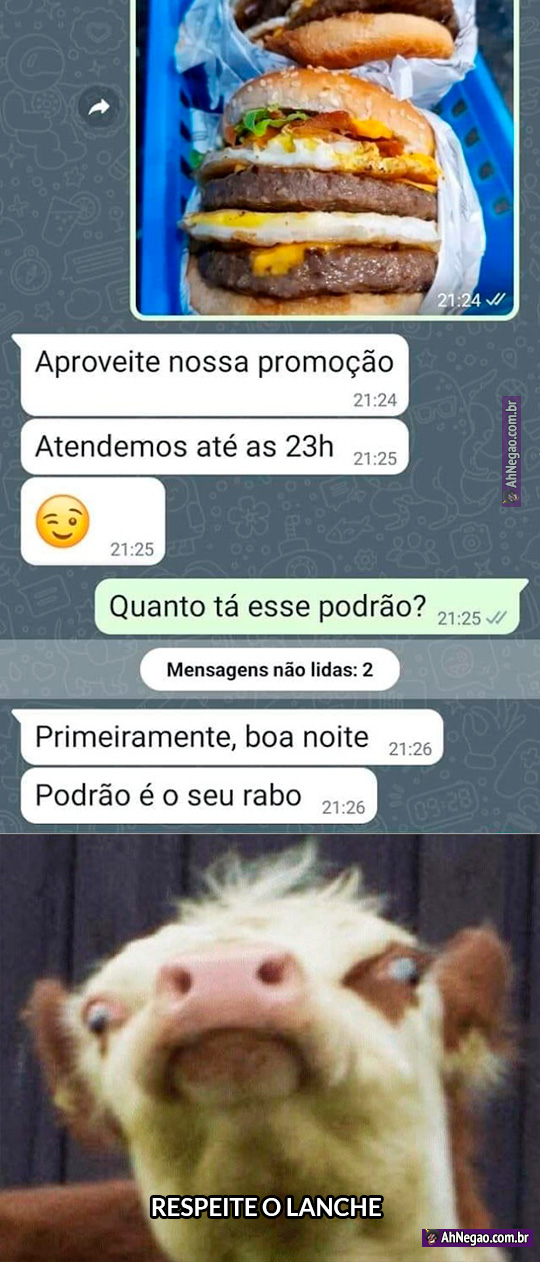 21:24
Aproveite nossa promoção
21:24
AhNegao.com.br
Atendemos até as 23h 21:25
21:25
Quanto tá esse podrão? 21:25
Mensagens não lidas: 2
Primeiramente, boa noite 21:26
Podrão é o seu rabo 21:26
RESPEITE O LANCHE
AhNegao.com.br